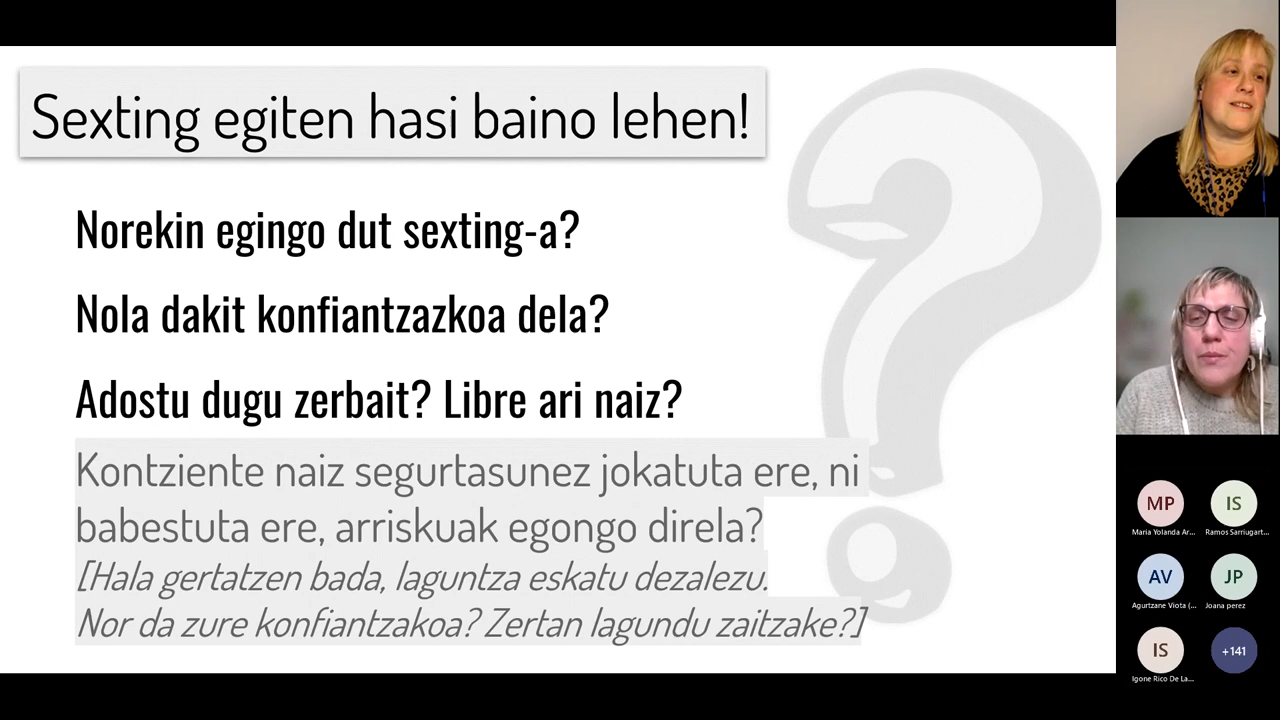 Sexting egiten hasi baino lehen!
Norekin egingo dut sexting-a?
Nola dakit konfiantzazkoa dela?
Adostu dugu zerbait? Libre ari naiz?
Kontziente naiz segurtasunez jokatuta ere, ni
babestuta ere, arriskuak egongo direla?
[Hala gertatzen bada, laguntza eskatu dezalezu.
Nor da zure konfiantzakoa? Zertan lagundu zaitzake?]
MP
IS
Maria Yolanda Ar...
Ramos Sarriugart...
AV
JP
Agurtzane Viota (...
Joana perez
IS
+141
Igone Rico De La...